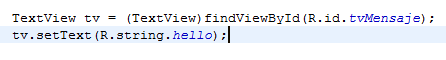 TextView tv = (TextView)findViewById(R.id.tvMensaje);
tv.setText(R.string.hello);